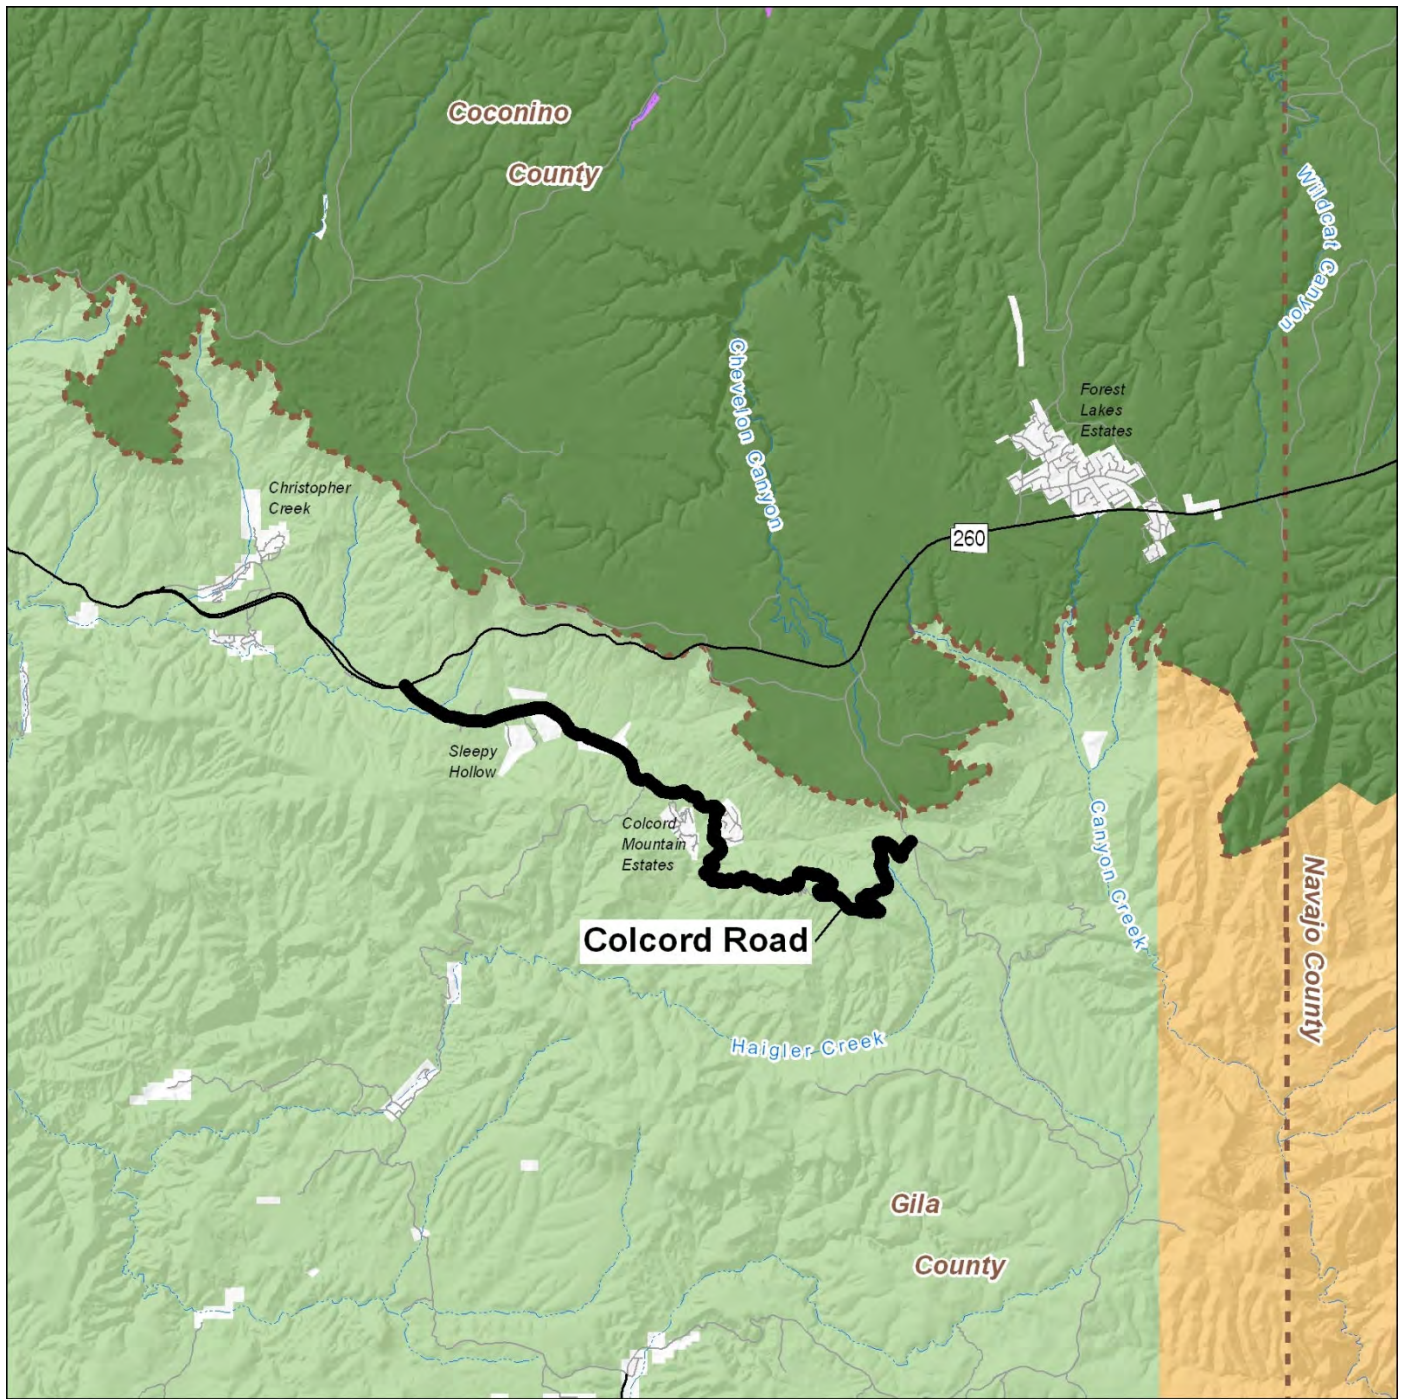 Coconino
County
Wildcat Canyon
Chevelon Canyon
Forest
Lakes
Estates
Christopher
Creek
260
Sleepy
Hollow
Colcord
Mountain
Estates
Canyon Creek
Navajo County
Colcord Road
Haigler Creek
Gila
County